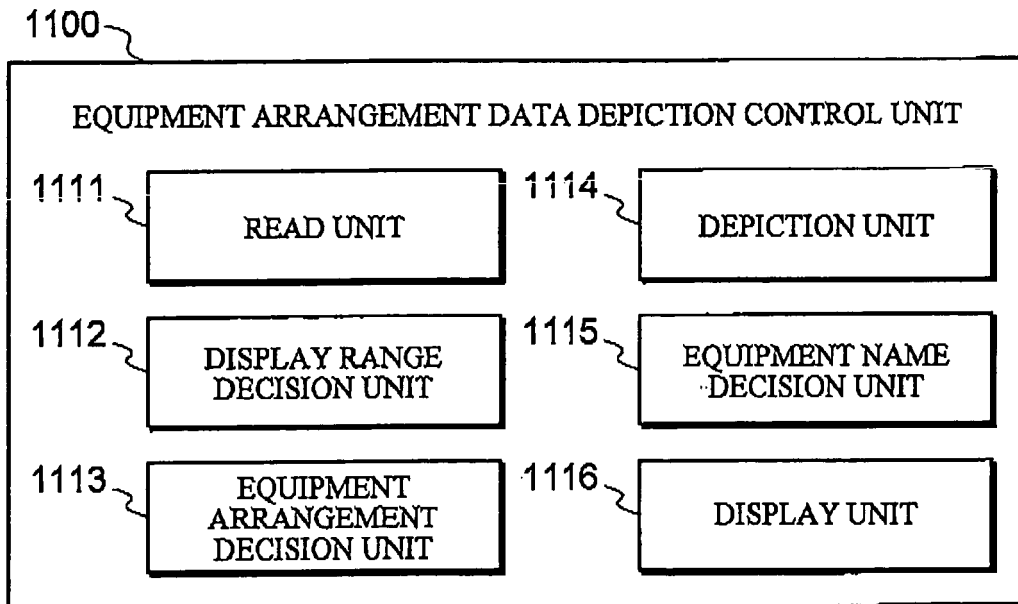 1100
EQUIPMENT ARRANGEMENT DATA DEPICTION CONTROL UNIT
1111
READ UNIT
1114
DEPICTION UNIT
1112
DISPLAY RANGE
DECISION UNIT
1115
EQUIPMENT NAME
DECISION UNIT
1113
EQUIPMENT
ARRANGEMENT
DECISION UNIT
1116
DISPLAY UNIT